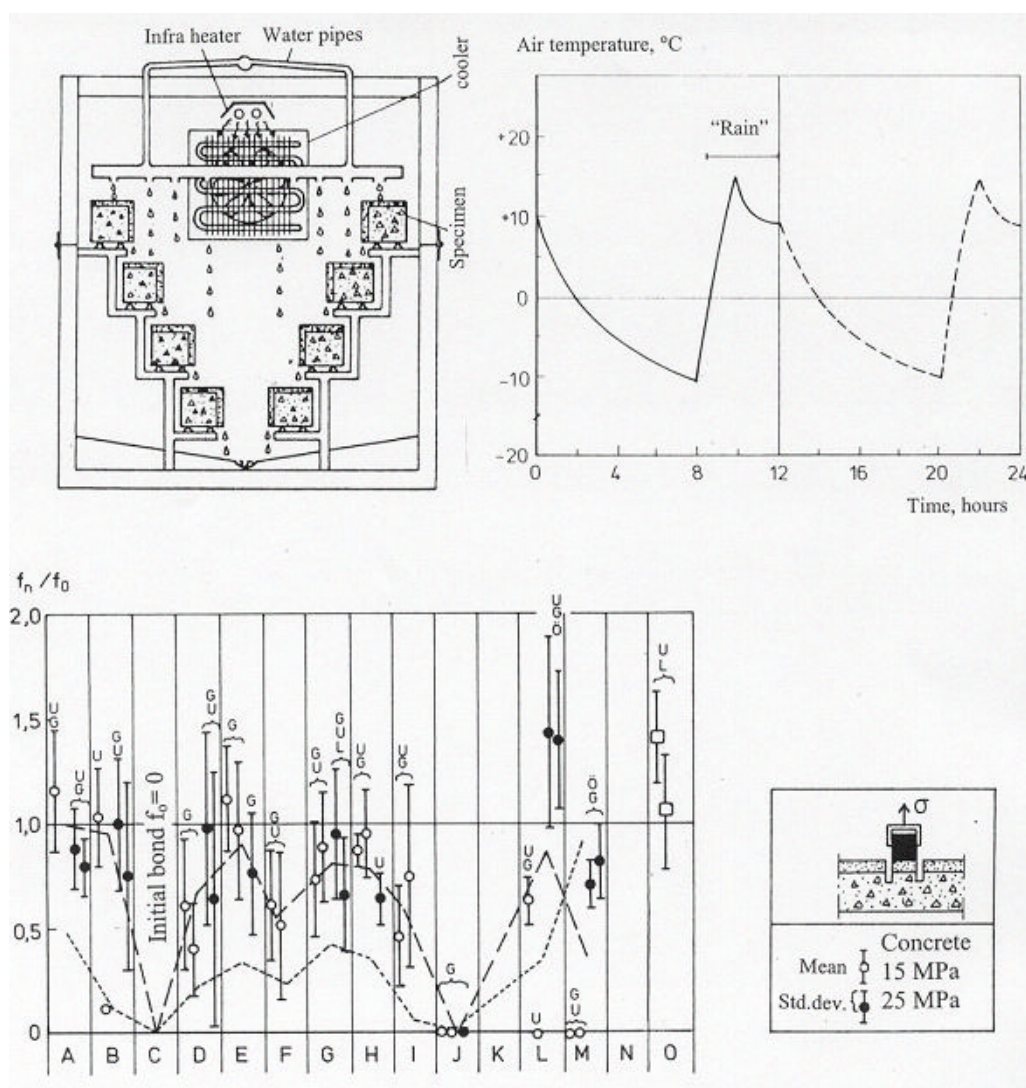 Infra heater
Water pipes
cooler
Specimen
Air temperature, °C
+20
+10
0
-10
-20
"Rain"
0 4 8 12 16 20 24
Time, hours
fn/f0
2,0
1,5
1,0
0,5
0
U
G
U
G
U
G
U
Initial bond f0=0
G
G
U
G
G
G
U
G
U
G
U
L
U
G
U
U
G
G
U
G
U
U
G
Ö
Ö
G
G
U
U
L
A B C D E F G H I J K L M N O
σ
Concrete
Mean 15 MPa
Std.dev. 25 MPa